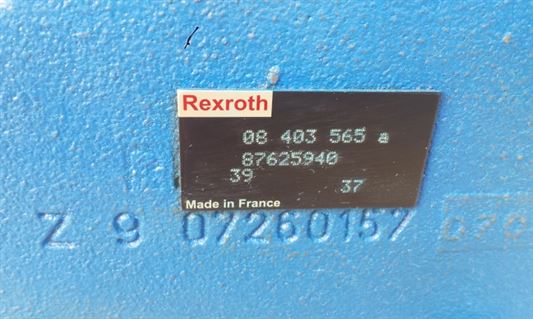 Rexroth
08 403 565 a
87625940
39
37
Made in France
Z 9 07260157